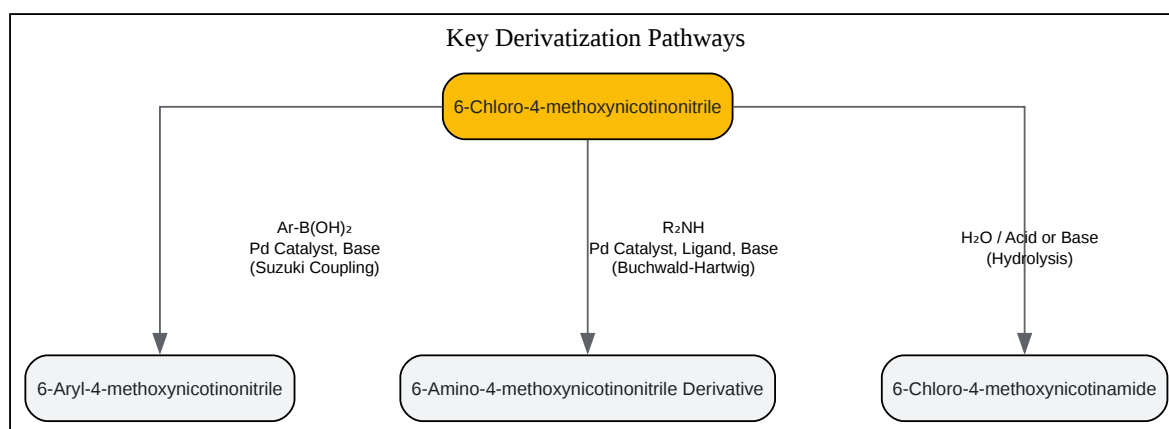 Key Derivatization Pathways
6-Chloro-4-methoxynicotinonitrile
Ar-B(OH)₂
Pd Catalyst, Base
(Suzuki Coupling)
R₂NH
Pd Catalyst, Ligand, Base
(Buchwald-Hartwig)
H₂O / Acid or Base
(Hydrolysis)
6-Aryl-4-methoxynicotinonitrile
6-Amino-4-methoxynicotinonitrile Derivative
6-Chloro-4-methoxynicotinamide